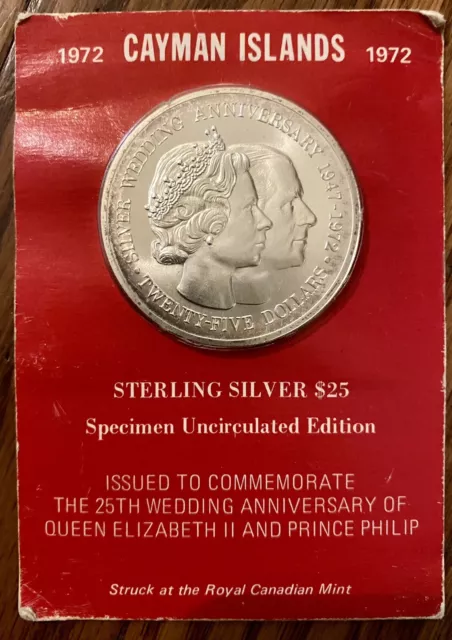 1972 CAYMAN ISLANDS 1972
SILVER WEDDING ANNIVERSARY 1947-1972
TWENTY-FIVE DOLLARS
STERLING SILVER $25
Specimen Uncirculated Edition
ISSUED TO COMMEMORATE
THE 25TH WEDDING ANNIVERSARY OF
QUEEN ELIZABETH II AND PRINCE PHILIP
Struck at the Royal Canadian Mint